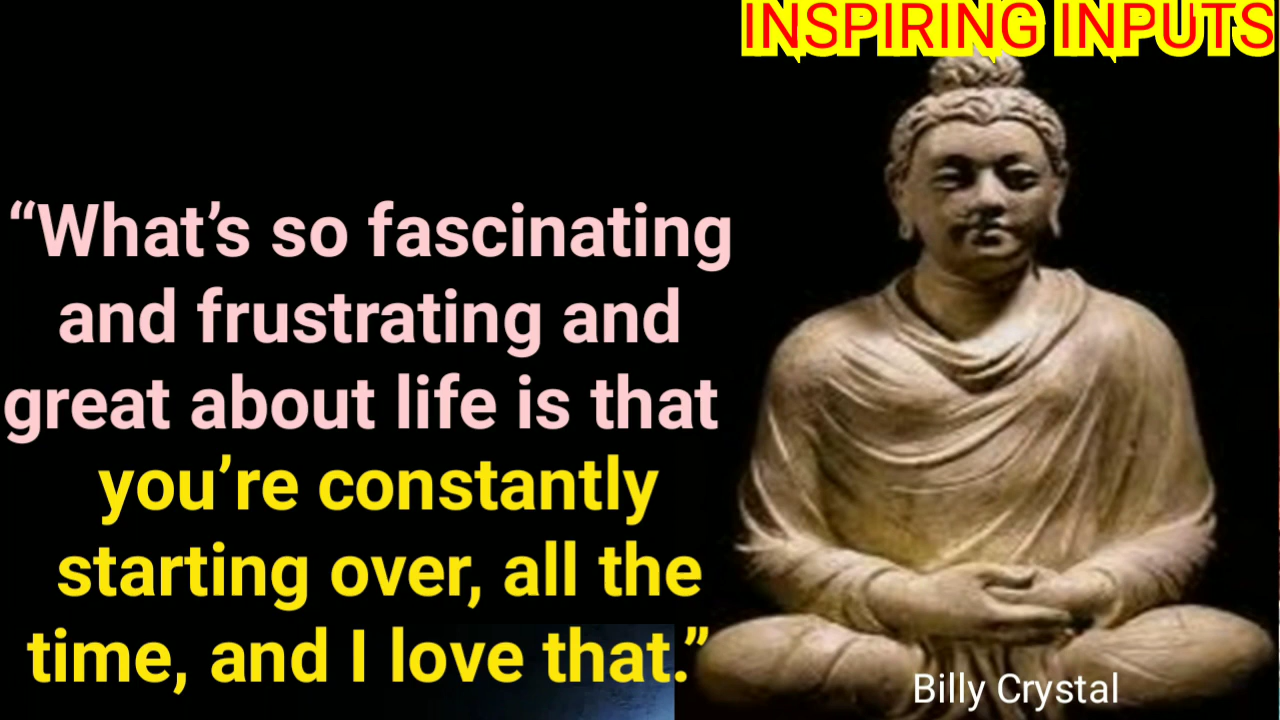 INSPIRING INPUTS
“What’s so fascinating
and frustrating and
great about life is that
you’re constantly
starting over, all the
time, and I love that.”
Billy Crystal